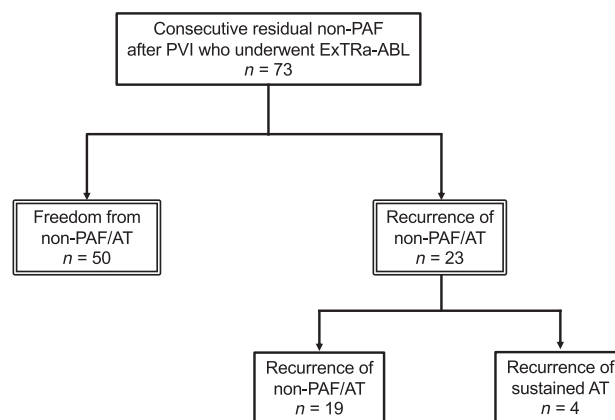 Consecutive residual non-PAF
after PVI who underwent ExTRa-ABL
n = 73
Freedom from
non-PAF/AT
n = 50
Recurrence of
non-PAF/AT
n = 23
Recurrence of
non-PAF/AT
n = 19
Recurrence of
sustained AT
n = 4